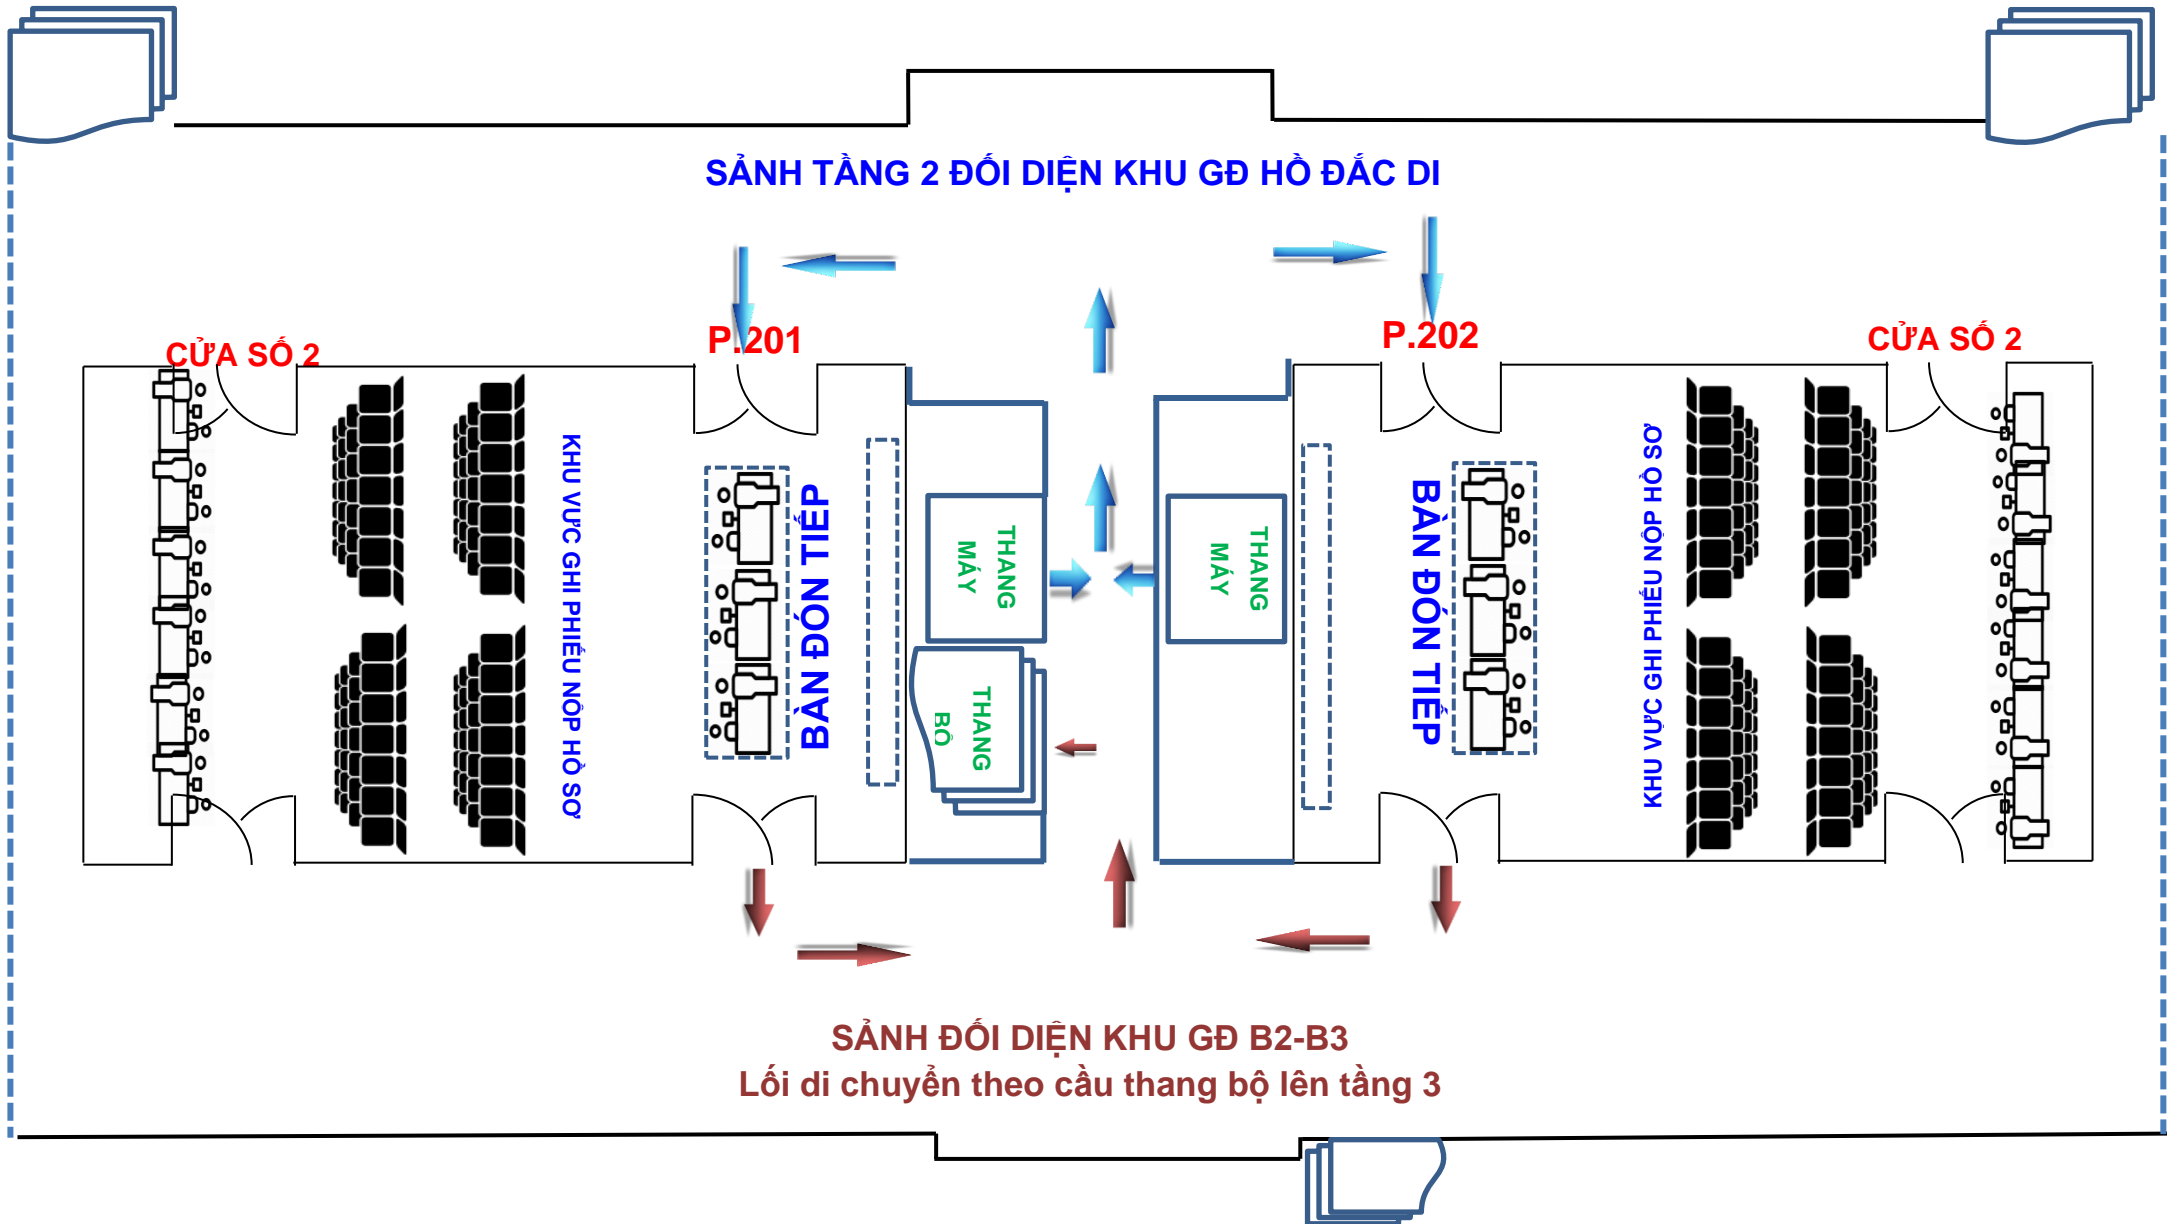 SẢNH TẦNG 2 ĐỐI DIỆN KHU GĐ HỒ ĐẮC DI
CỬA SỐ 2
P.201
P.202
CỬA SỐ 2
KHU VỰC GHI PHIẾU NỘP HỒ SƠ
BÀN ĐÓN TIẾP
THANG
MÁY
THANG
BỘ
THANG
MÁY
BÀN ĐÓN TIẾP
KHU VỰC GHI PHIẾU NỘP HỒ SƠ
SẢNH ĐỐI DIỆN KHU GĐ B2-B3
Lối di chuyển theo cầu thang bộ lên tầng 3